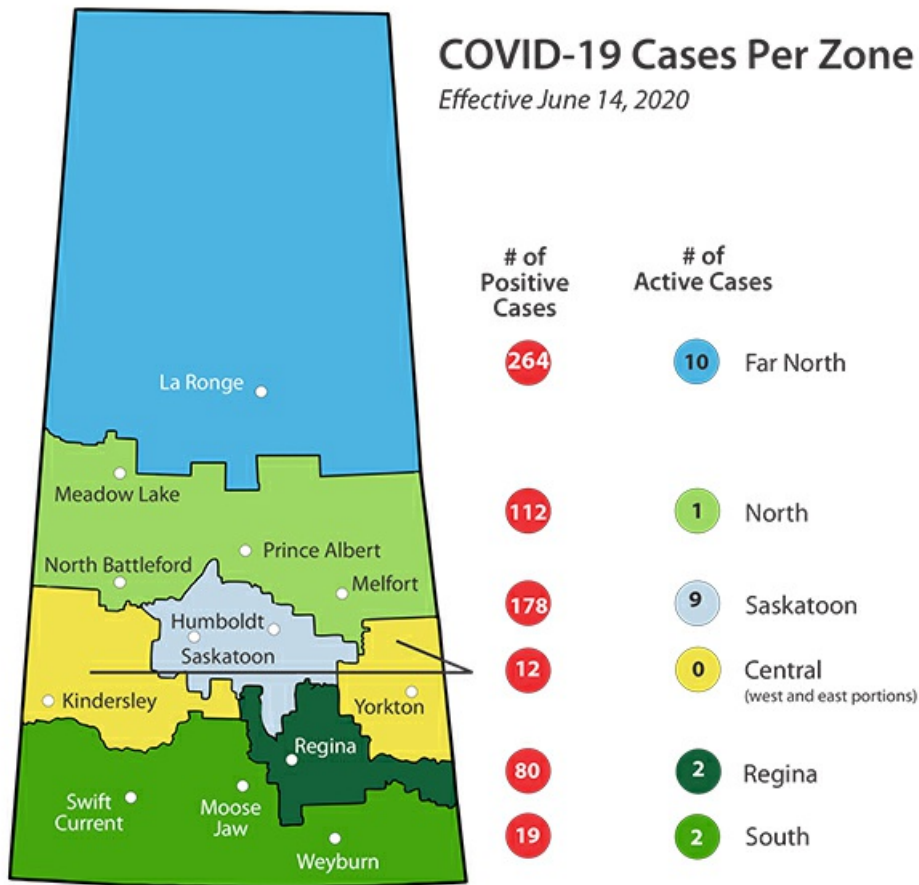 COVID-19 Cases Per Zone
Effective June 14, 2020
# of
Positive
Cases
# of
Active Cases
264
10
Far North
La Ronge
Meadow Lake
112
1
North
Prince Albert
North Battleford
Melfort
178
9
Saskatoon
Humboldt
Saskatoon
12
0
Central
(west and east portions)
Kindersley
Yorkton
Regina
80
2
Regina
Swift
Current
Moose
Jaw
19
2
South
Weyburn